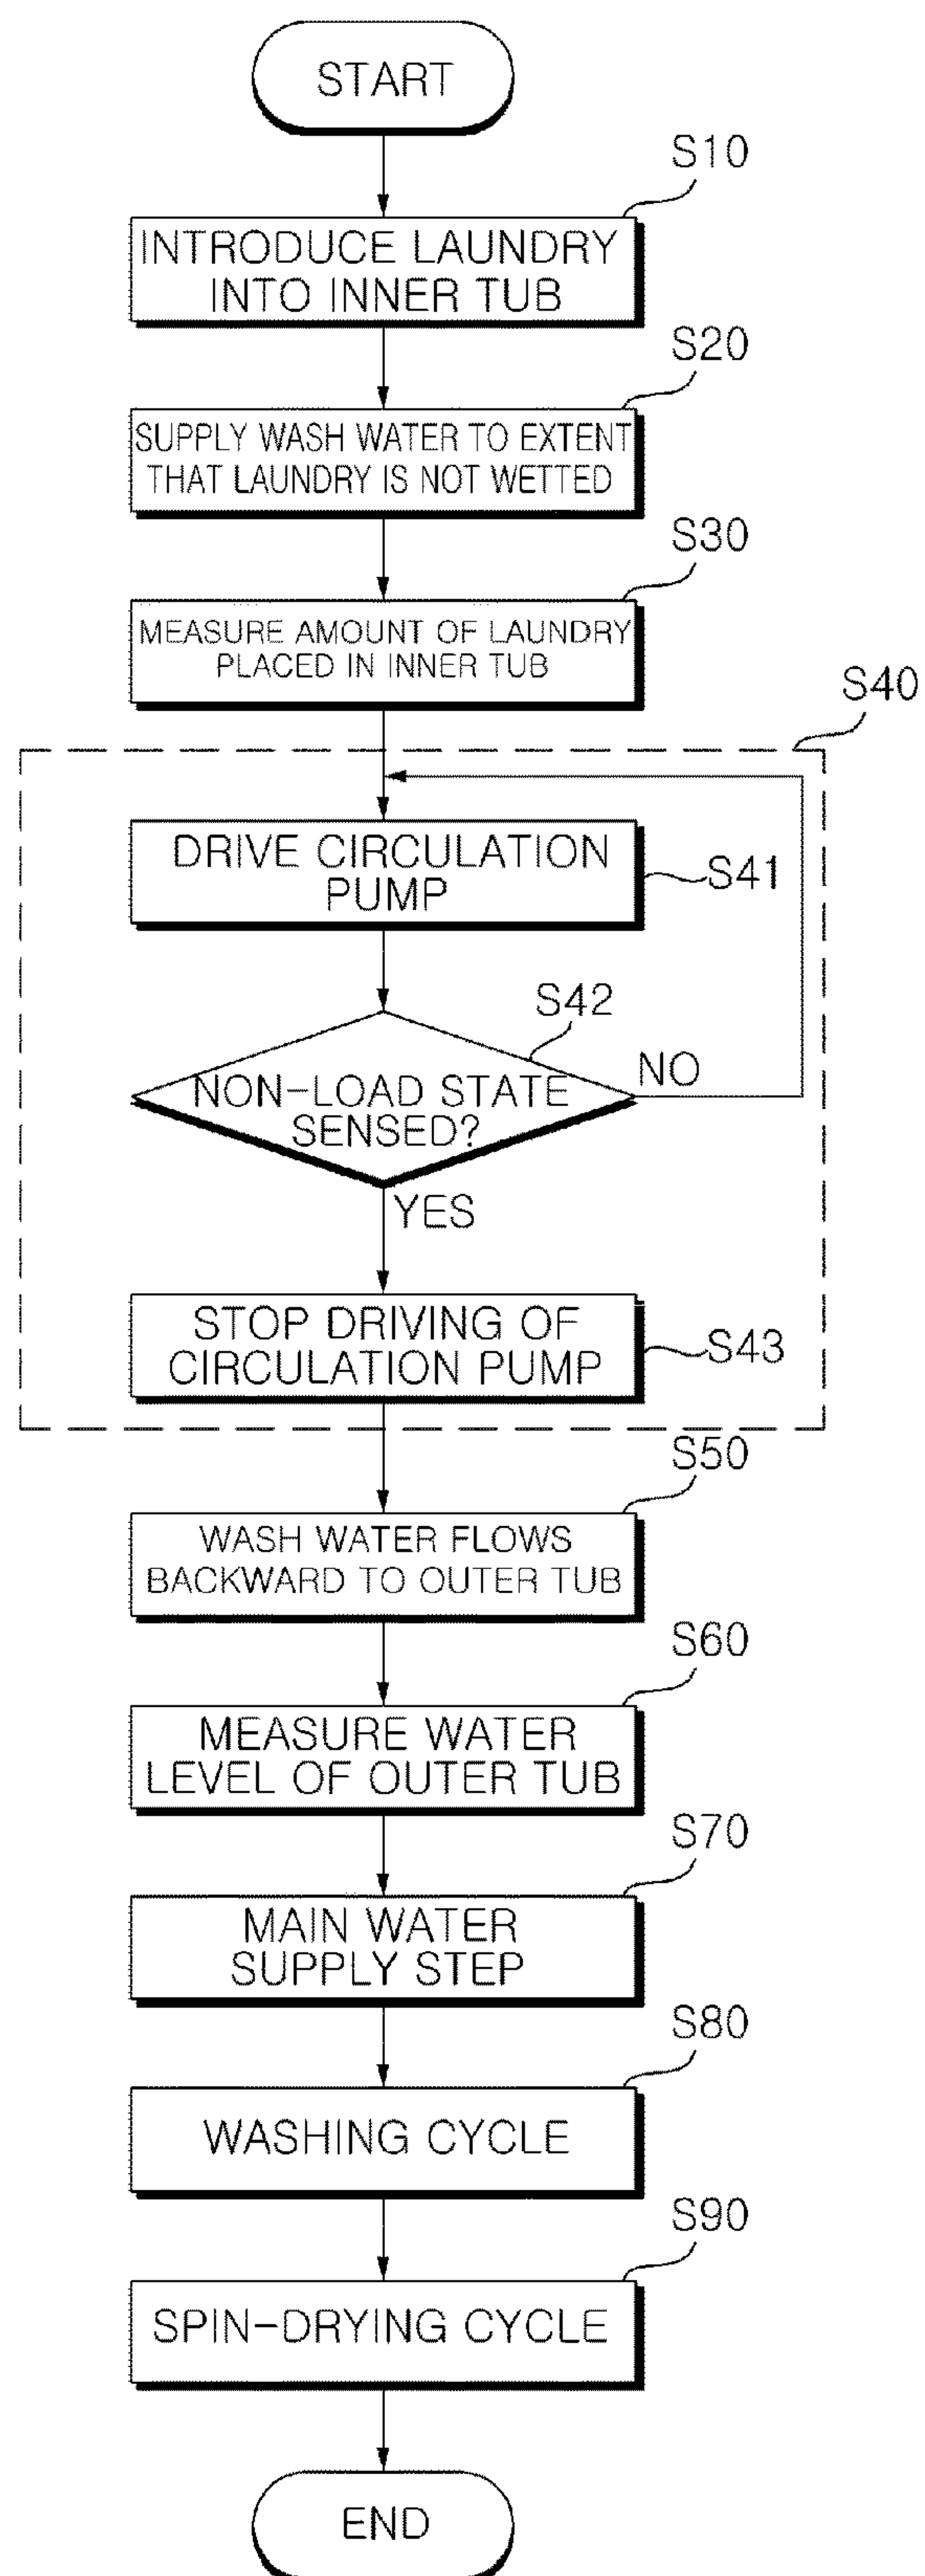 START
S10
INTRODUCE LAUNDRY
INTO INNER TUB
S20
SUPPLY WASH WATER TO EXTENT
THAT LAUNDRY IS NOT WETTED
S30
MEASURE AMOUNT OF LAUNDRY
PLACED IN INNER TUB
S40
DRIVE CIRCULATION
PUMP
S41
S42
NON-LOAD STATE
SENSED?
NO
YES
STOP DRIVING OF
CIRCULATION PUMP
S43
S50
WASH WATER FLOWS
BACKWARD TO OUTER TUB
S60
MEASURE WATER
LEVEL OF OUTER TUB
S70
MAIN WATER
SUPPLY STEP
S80
WASHING CYCLE
S90
SPIN-DRYING CYCLE
END